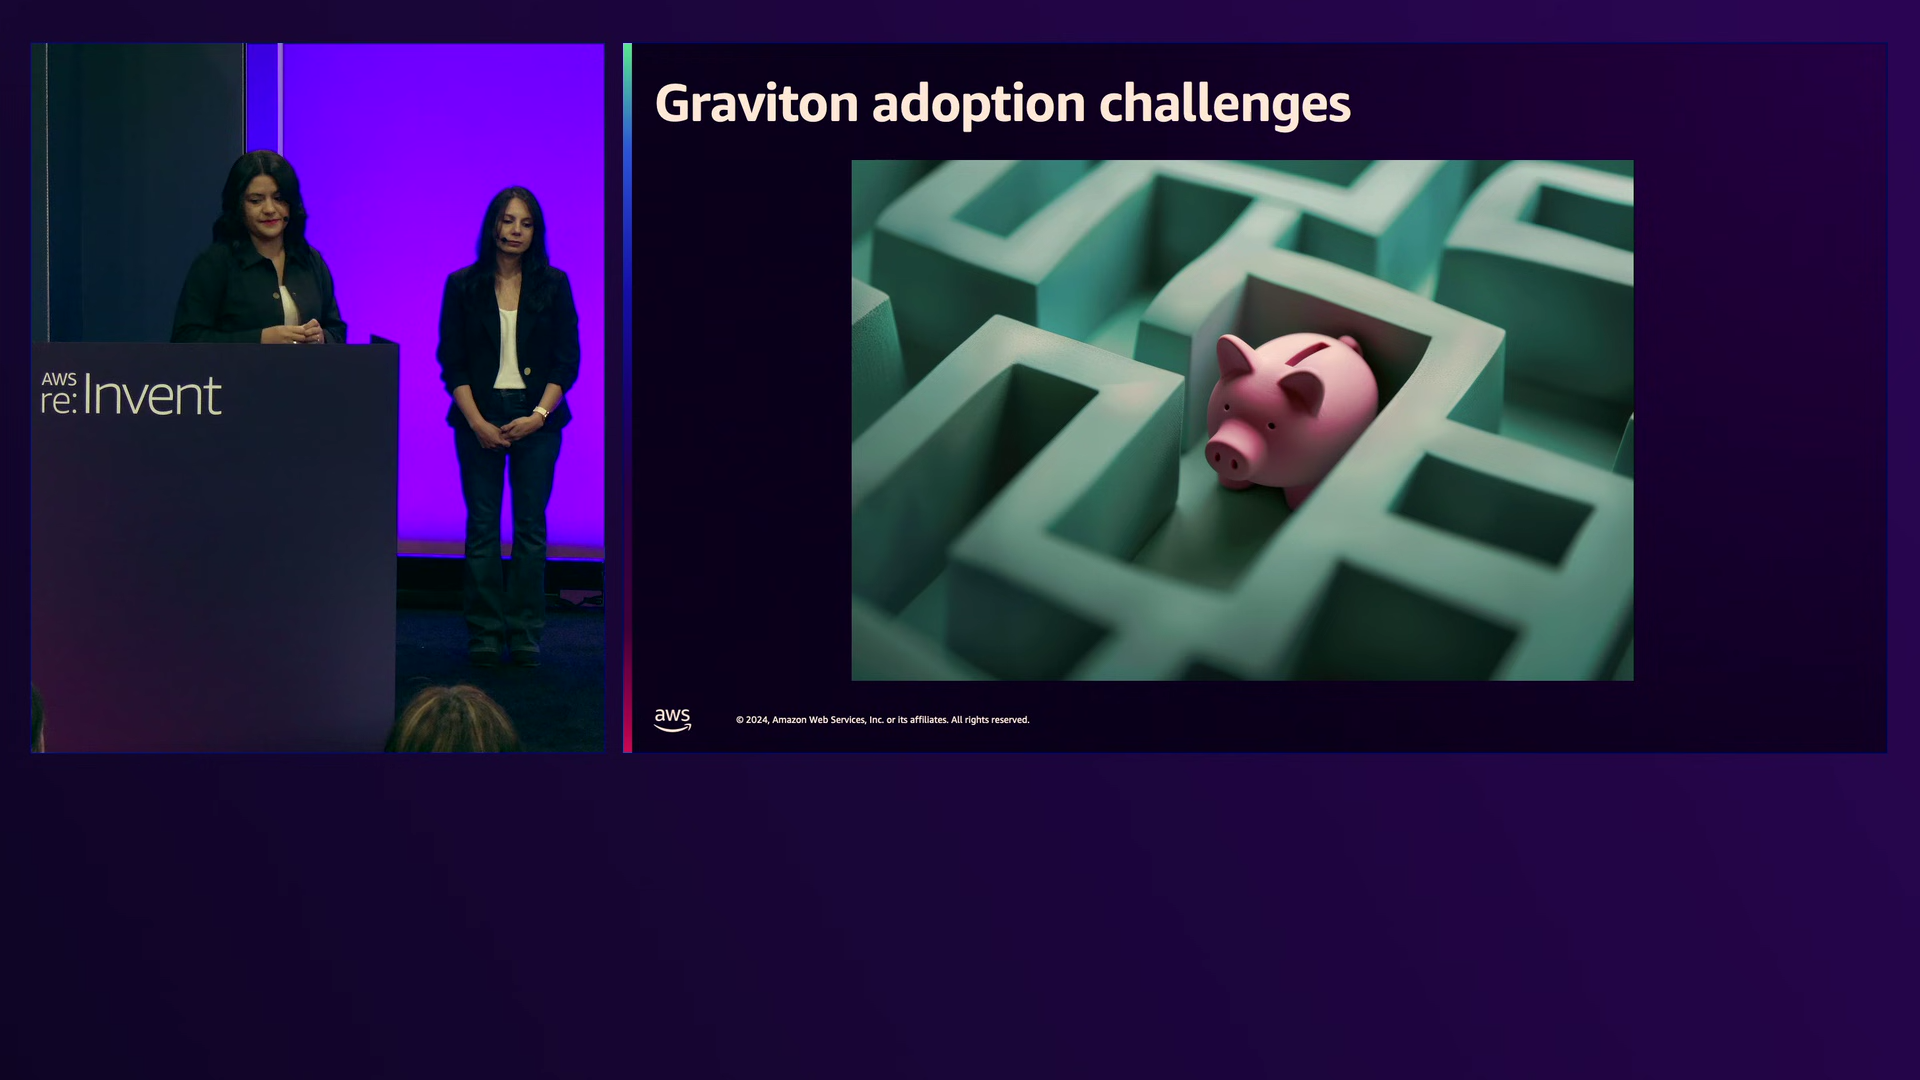 AWS
re:Invent
Graviton adoption challenges
aws
© 2024, Amazon Web Services, Inc. or its affiliates. All rights reserved.